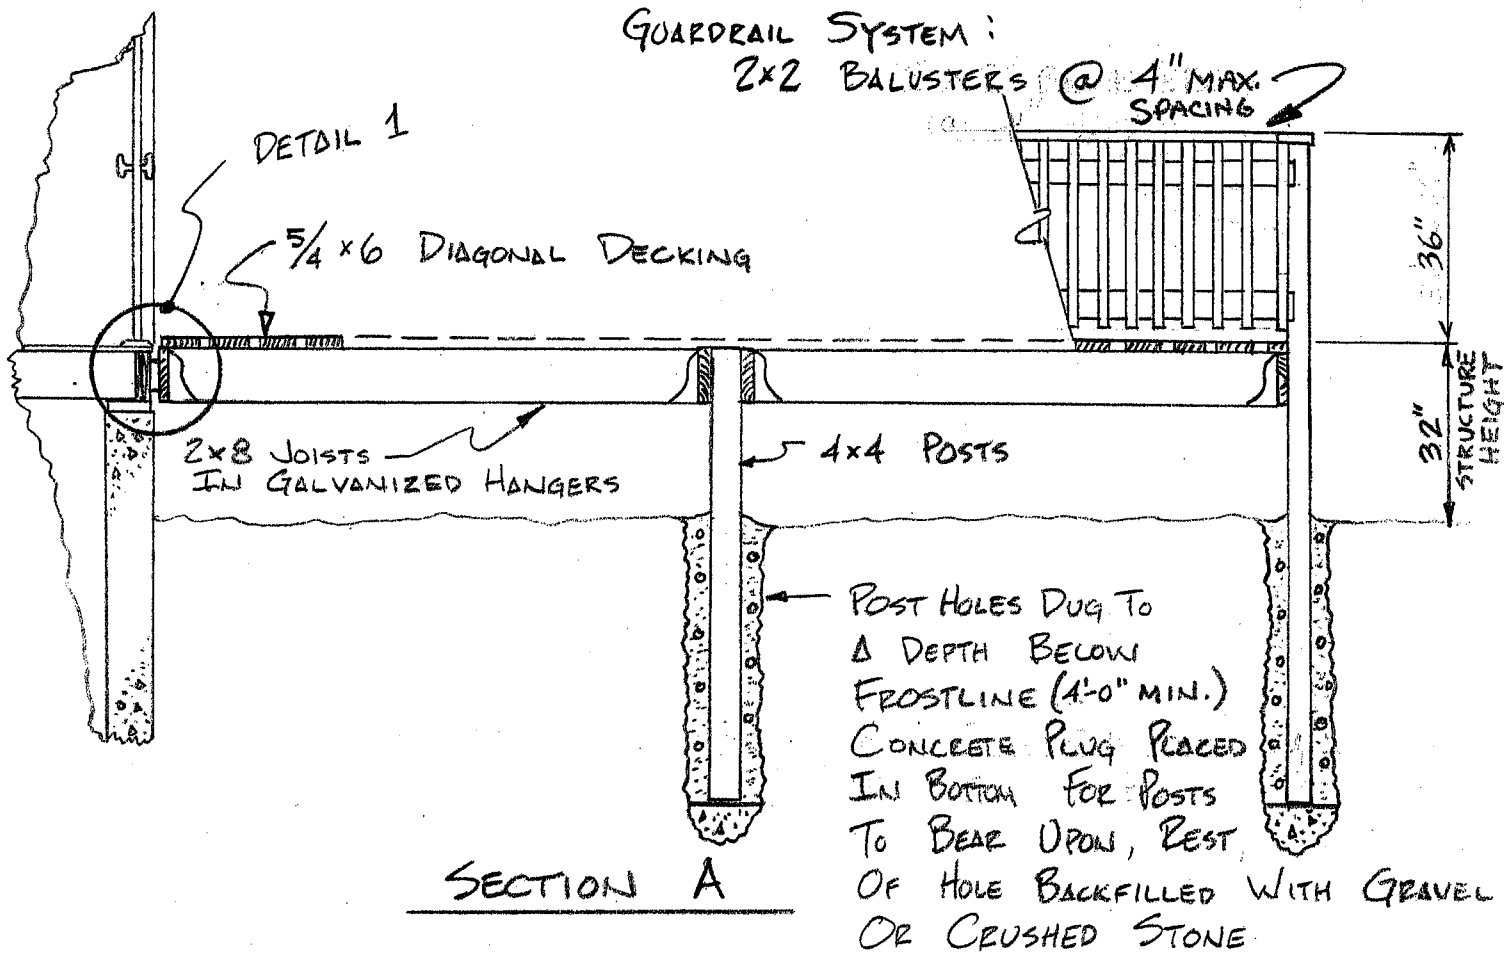 GUARDRAIL SYSTEM:
2×2 BALUSTERS @ 4" MAX.
SPACING
DETAIL 1
5/4 × 6 DIAGONAL DECKING
36"
32"
STRUCTURE
HEIGHT
2×8 JOISTS
IN GALVANIZED HANGERS
4×4 POSTS
POST HOLES DUG TO
A DEPTH BELOW
FROSTLINE (4'-0" MIN.)
CONCRETE PLUG PLACED
IN BOTTOM FOR POSTS
TO BEAR UPON, REST
OF HOLE BACKFILLED WITH GRAVEL
OR CRUSHED STONE
SECTION A